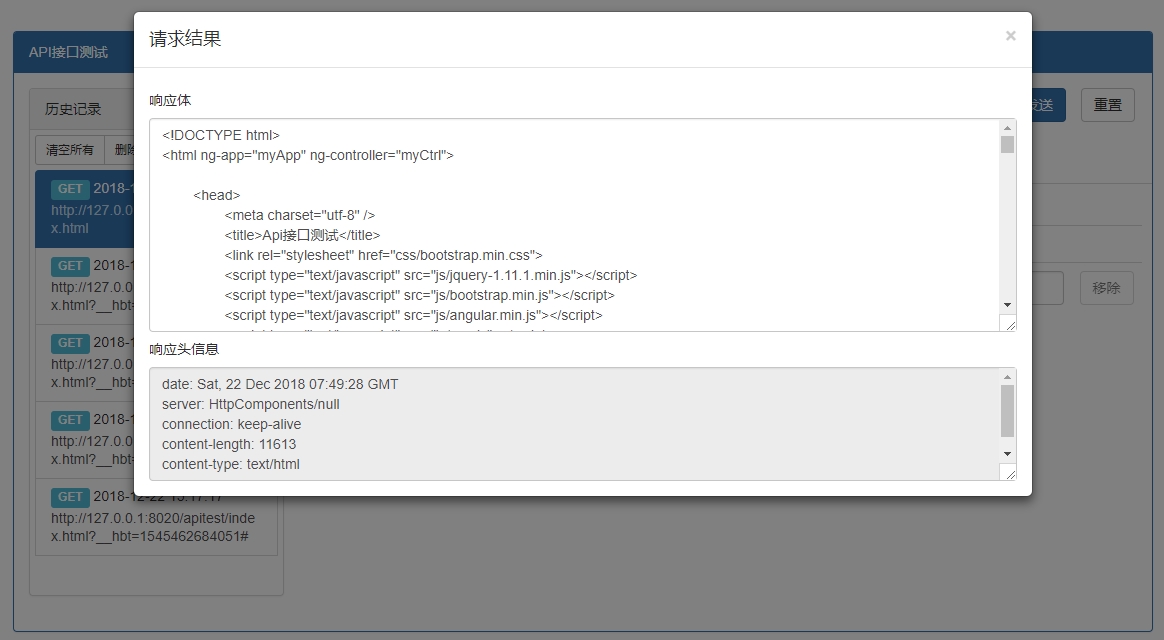 API接口测试
请求结果
×
历史记录
重置
清空所有
响应体
<!DOCTYPE html>
<html ng-app="myApp" ng-controller="myCtrl">
<head>
<meta charset="utf-8" />
<title>Api接口测试</title>
<link rel="stylesheet" href="css/bootstrap.min.css">
<script type="text/javascript" src="js/jquery-1.11.1.min.js"></script>
<script type="text/javascript" src="js/bootstrap.min.js"></script>
<script type="text/javascript" src="js/angular.min.js"></script>
响应头信息
date: Sat, 22 Dec 2018 07:49:28 GMT
server: HttpComponents/null
connection: keep-alive
content-length: 11613
content-type: text/html
移除
GET 2018-1
http://127.0.0
x.html
GET 2018-1
http://127.0.0
x.html?__hbt=
GET 2018-1
http://127.0.0
x.html?__hbt=
GET 2018-1
http://127.0.0
x.html?__hbt=
GET 2018-12-22 15:17:17
http://127.0.0.1:8020/apitest/inde
x.html?__hbt=1545462684051#